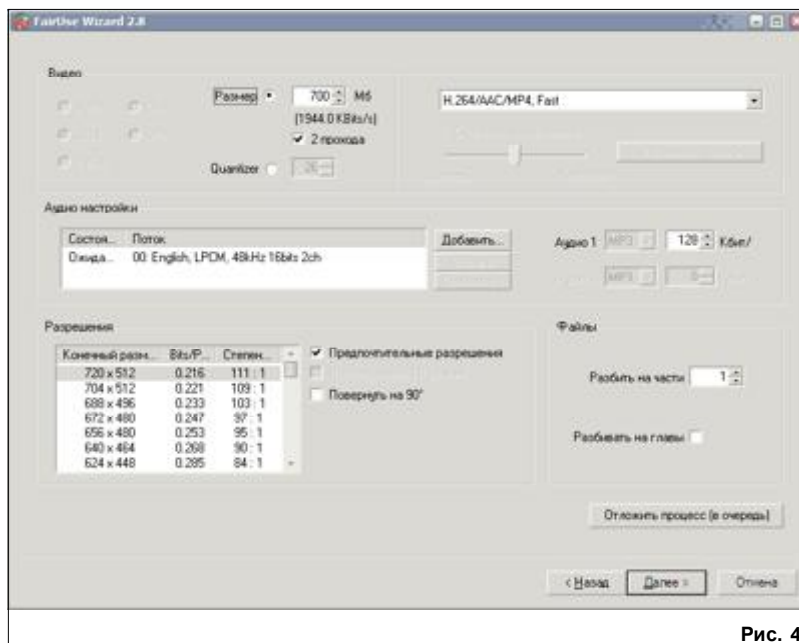 FairUse Wizard 2.8
Видео
Размер 700 Мб
(1944.0 KBits/s)
2 прохода
Quantizer 26
H.264/AAC/MP4, Fast
Аудио настройки
Состоя... Поток
Ожида... 00: English, LPCM, 48kHz 16bits 2ch
Добавить...
Аудио 1 MP3 128 Кбит/
MP3 0
Разрешения
Конечный разм... Bits/P... Степен...
720 x 512 0.216 111 : 1
704 x 512 0.221 109 : 1
688 x 496 0.233 103 : 1
672 x 480 0.247 97 : 1
656 x 480 0.253 95 : 1
640 x 464 0.268 90 : 1
624 x 448 0.285 84 : 1
Предпочтительные разрешения
Повернуть на 90°
Файлы
Разбить на части 1
Разбивать на главы
Отложить процесс (в очередь)
< Назад
Далее >
Отмена
Рис. 4